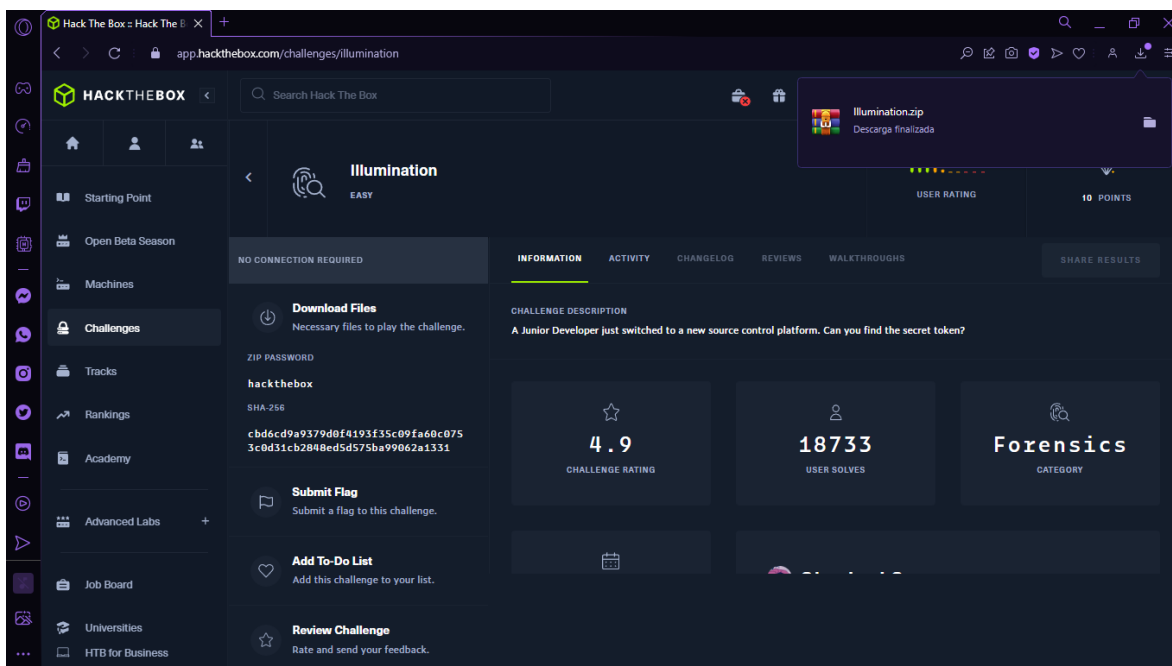 Hack The Box :: Hack The B
app.hackthebox.com/challenges/illumination
HACKTHEBOX
Search Hack The Box
Illumination.zip
Descarga finalizada
Illumination
EASY
USER RATING
10 POINTS
Starting Point
Open Beta Season
Machines
Challenges
Tracks
Rankings
Academy
Advanced Labs +
Job Board
Universities
HTB for Business
NO CONNECTION REQUIRED
Download Files
Necessary files to play the challenge.
ZIP PASSWORD
hackthebox
SHA-256
cbd6cd9a9379d0f4193f35c09fa60c075
3c0d31cb2848ed5d575ba99062a1331
Submit Flag
Submit a flag to this challenge.
Add To-Do List
Add this challenge to your list.
Review Challenge
Rate and send your feedback.
INFORMATION ACTIVITY CHANGELOG REVIEWS WALKTHROUGHS
SHARE RESULTS
CHALLENGE DESCRIPTION
A Junior Developer just switched to a new source control platform. Can you find the secret token?
4.9
CHALLENGE RATING
18733
USER SOLVES
Forensics
CATEGORY